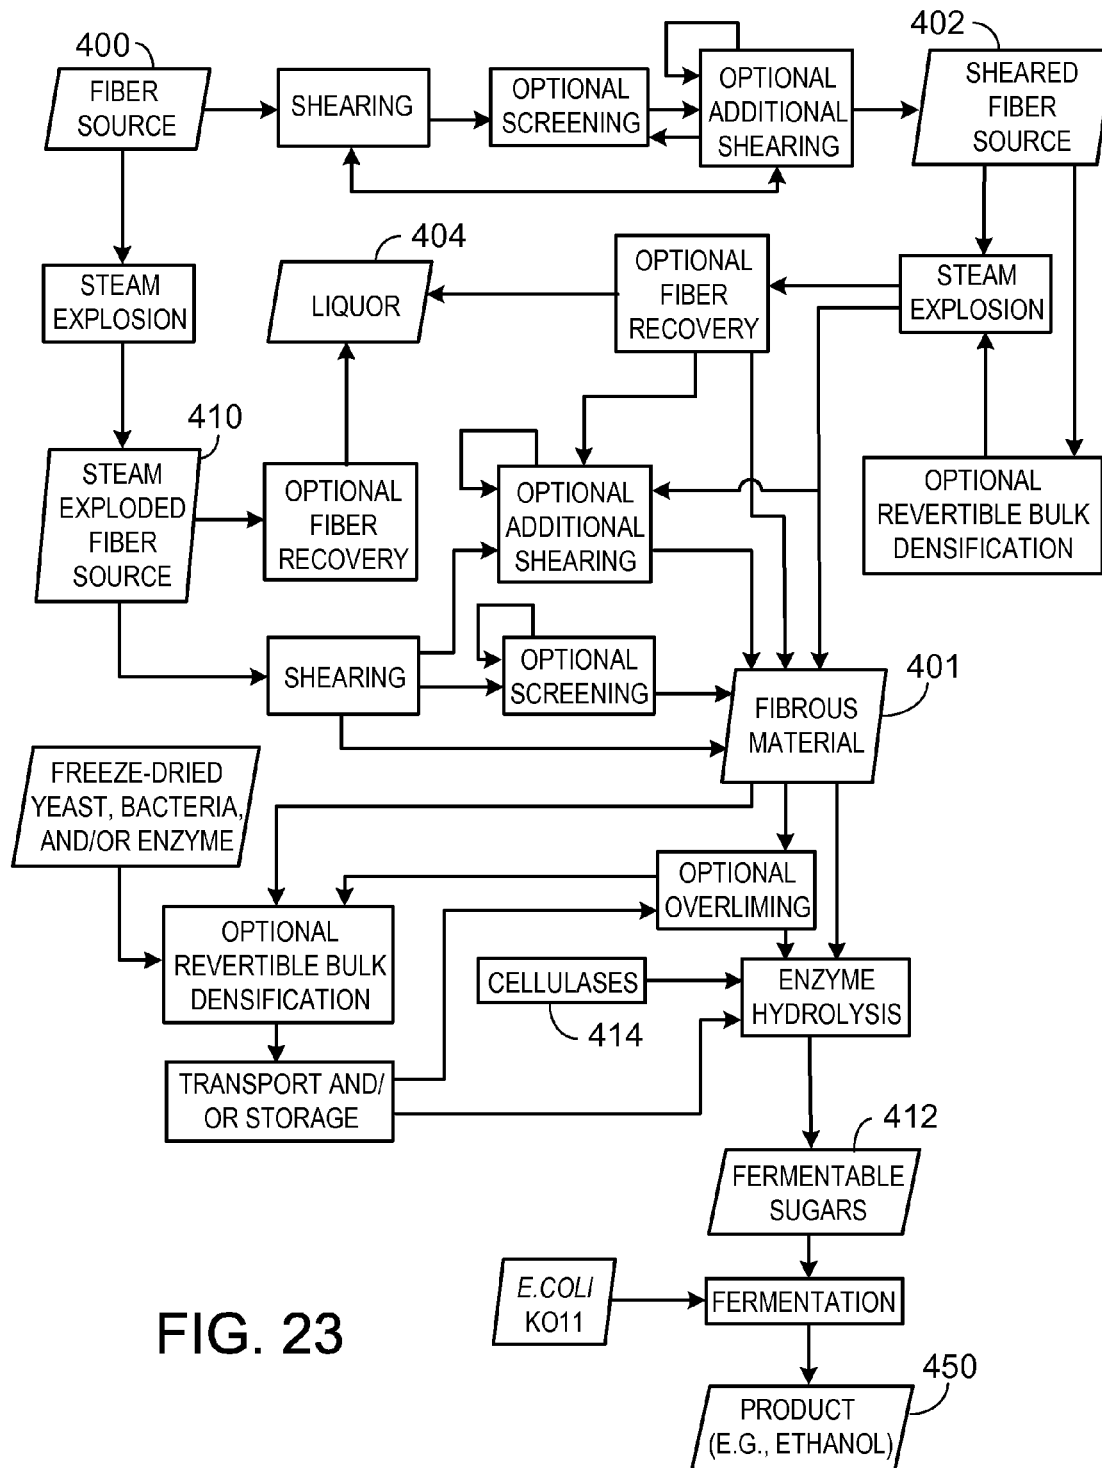 400
402
FIBER
SOURCE
SHEARING
OPTIONAL
SCREENING
OPTIONAL
ADDITIONAL
SHEARING
SHEARED
FIBER
SOURCE
404
STEAM
EXPLOSION
LIQUOR
OPTIONAL
FIBER
RECOVERY
STEAM
EXPLOSION
410
STEAM
EXPLODED
FIBER
SOURCE
OPTIONAL
FIBER
RECOVERY
OPTIONAL
ADDITIONAL
SHEARING
OPTIONAL
REVERTIBLE BULK
DENSIFICATION
SHEARING
OPTIONAL
SCREENING
401
FIBROUS
MATERIAL
FREEZE-DRIED
YEAST, BACTERIA,
AND/OR ENZYME
OPTIONAL
OVERLIMING
OPTIONAL
REVERTIBLE BULK
DENSIFICATION
CELLULASES
414
ENZYME
HYDROLYSIS
TRANSPORT AND/
OR STORAGE
412
FERMENTABLE
SUGARS
E.COLI
KO11
FERMENTATION
FIG. 23
450
PRODUCT
(E.G., ETHANOL)